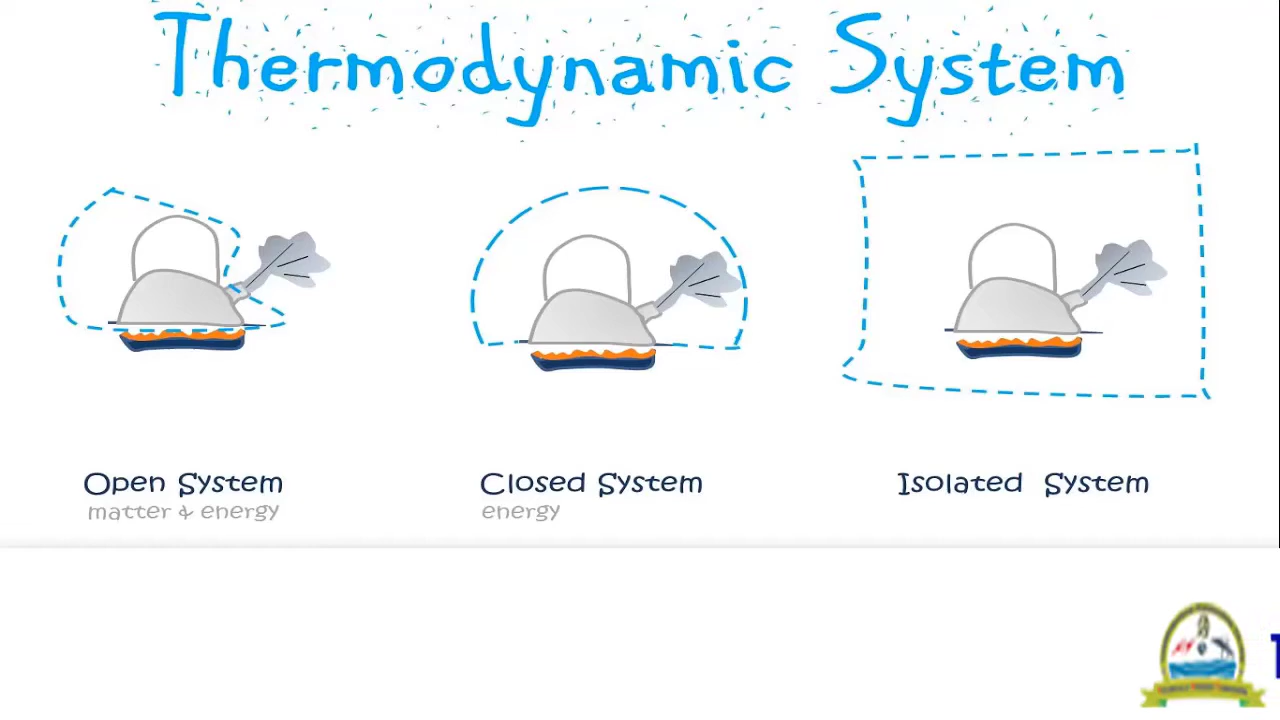 Thermodynamic System
Open System
matter & energy
Closed System
energy
Isolated System